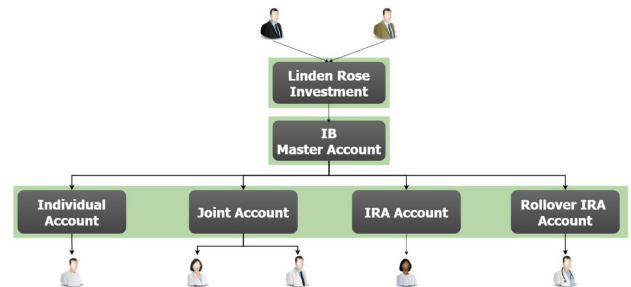 Linden Rose
Investment
IB
Master Account
Individual
Account
Joint Account
IRA Account
Rollover IRA
Account